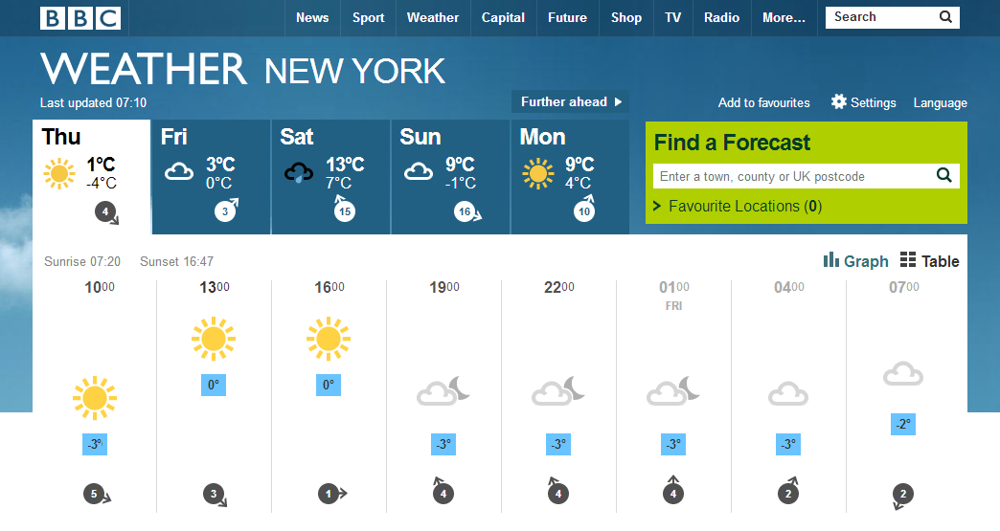 BBC News Sport Weather Capital Future Shop TV Radio More... Search
WEATHER NEW YORK
Last updated 07:10
Further ahead
Add to favourites Settings Language
Thu Fri Sat Sun Mon
1°C 3°C 13°C 9°C 9°C
-4°C 0°C 7°C -1°C 4°C
4 3 15 16 10
Find a Forecast
Enter a town, county or UK postcode
Favourite Locations (0)
Sunrise 07:20 Sunset 16:47
Graph Table
1000 1300 1600 1900 2200 0100 0400 0700
FRI
-3° 0° 0° -3° -3° -3° -3° -2°
5 3 1 4 4 4 2 2